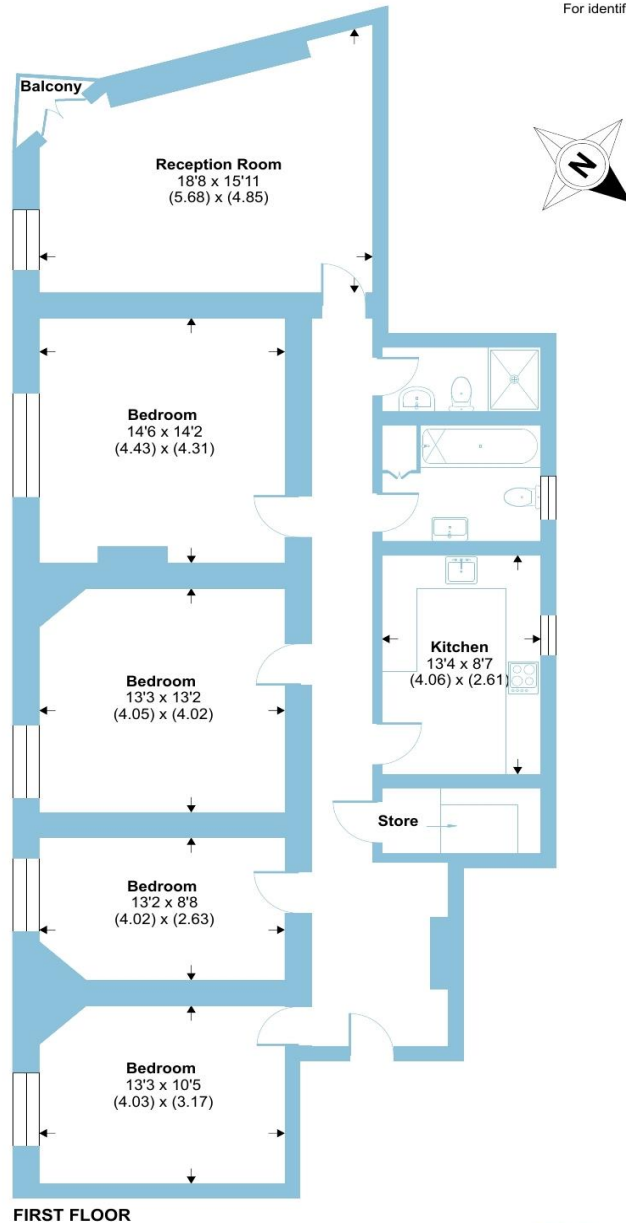 For identif
Balcony
Reception Room
18'8 x 15'11
(5.68) x (4.85)
N
Bedroom
14'6 x 14'2
(4.43) x (4.31)
Bedroom
13'3 x 13'2
(4.05) x (4.02)
Kitchen
13'4 x 8'7
(4.06) x (2.61)
Store
Bedroom
13'2 x 8'8
(4.02) x (2.63)
Bedroom
13'3 x 10'5
(4.03) x (3.17)
FIRST FLOOR